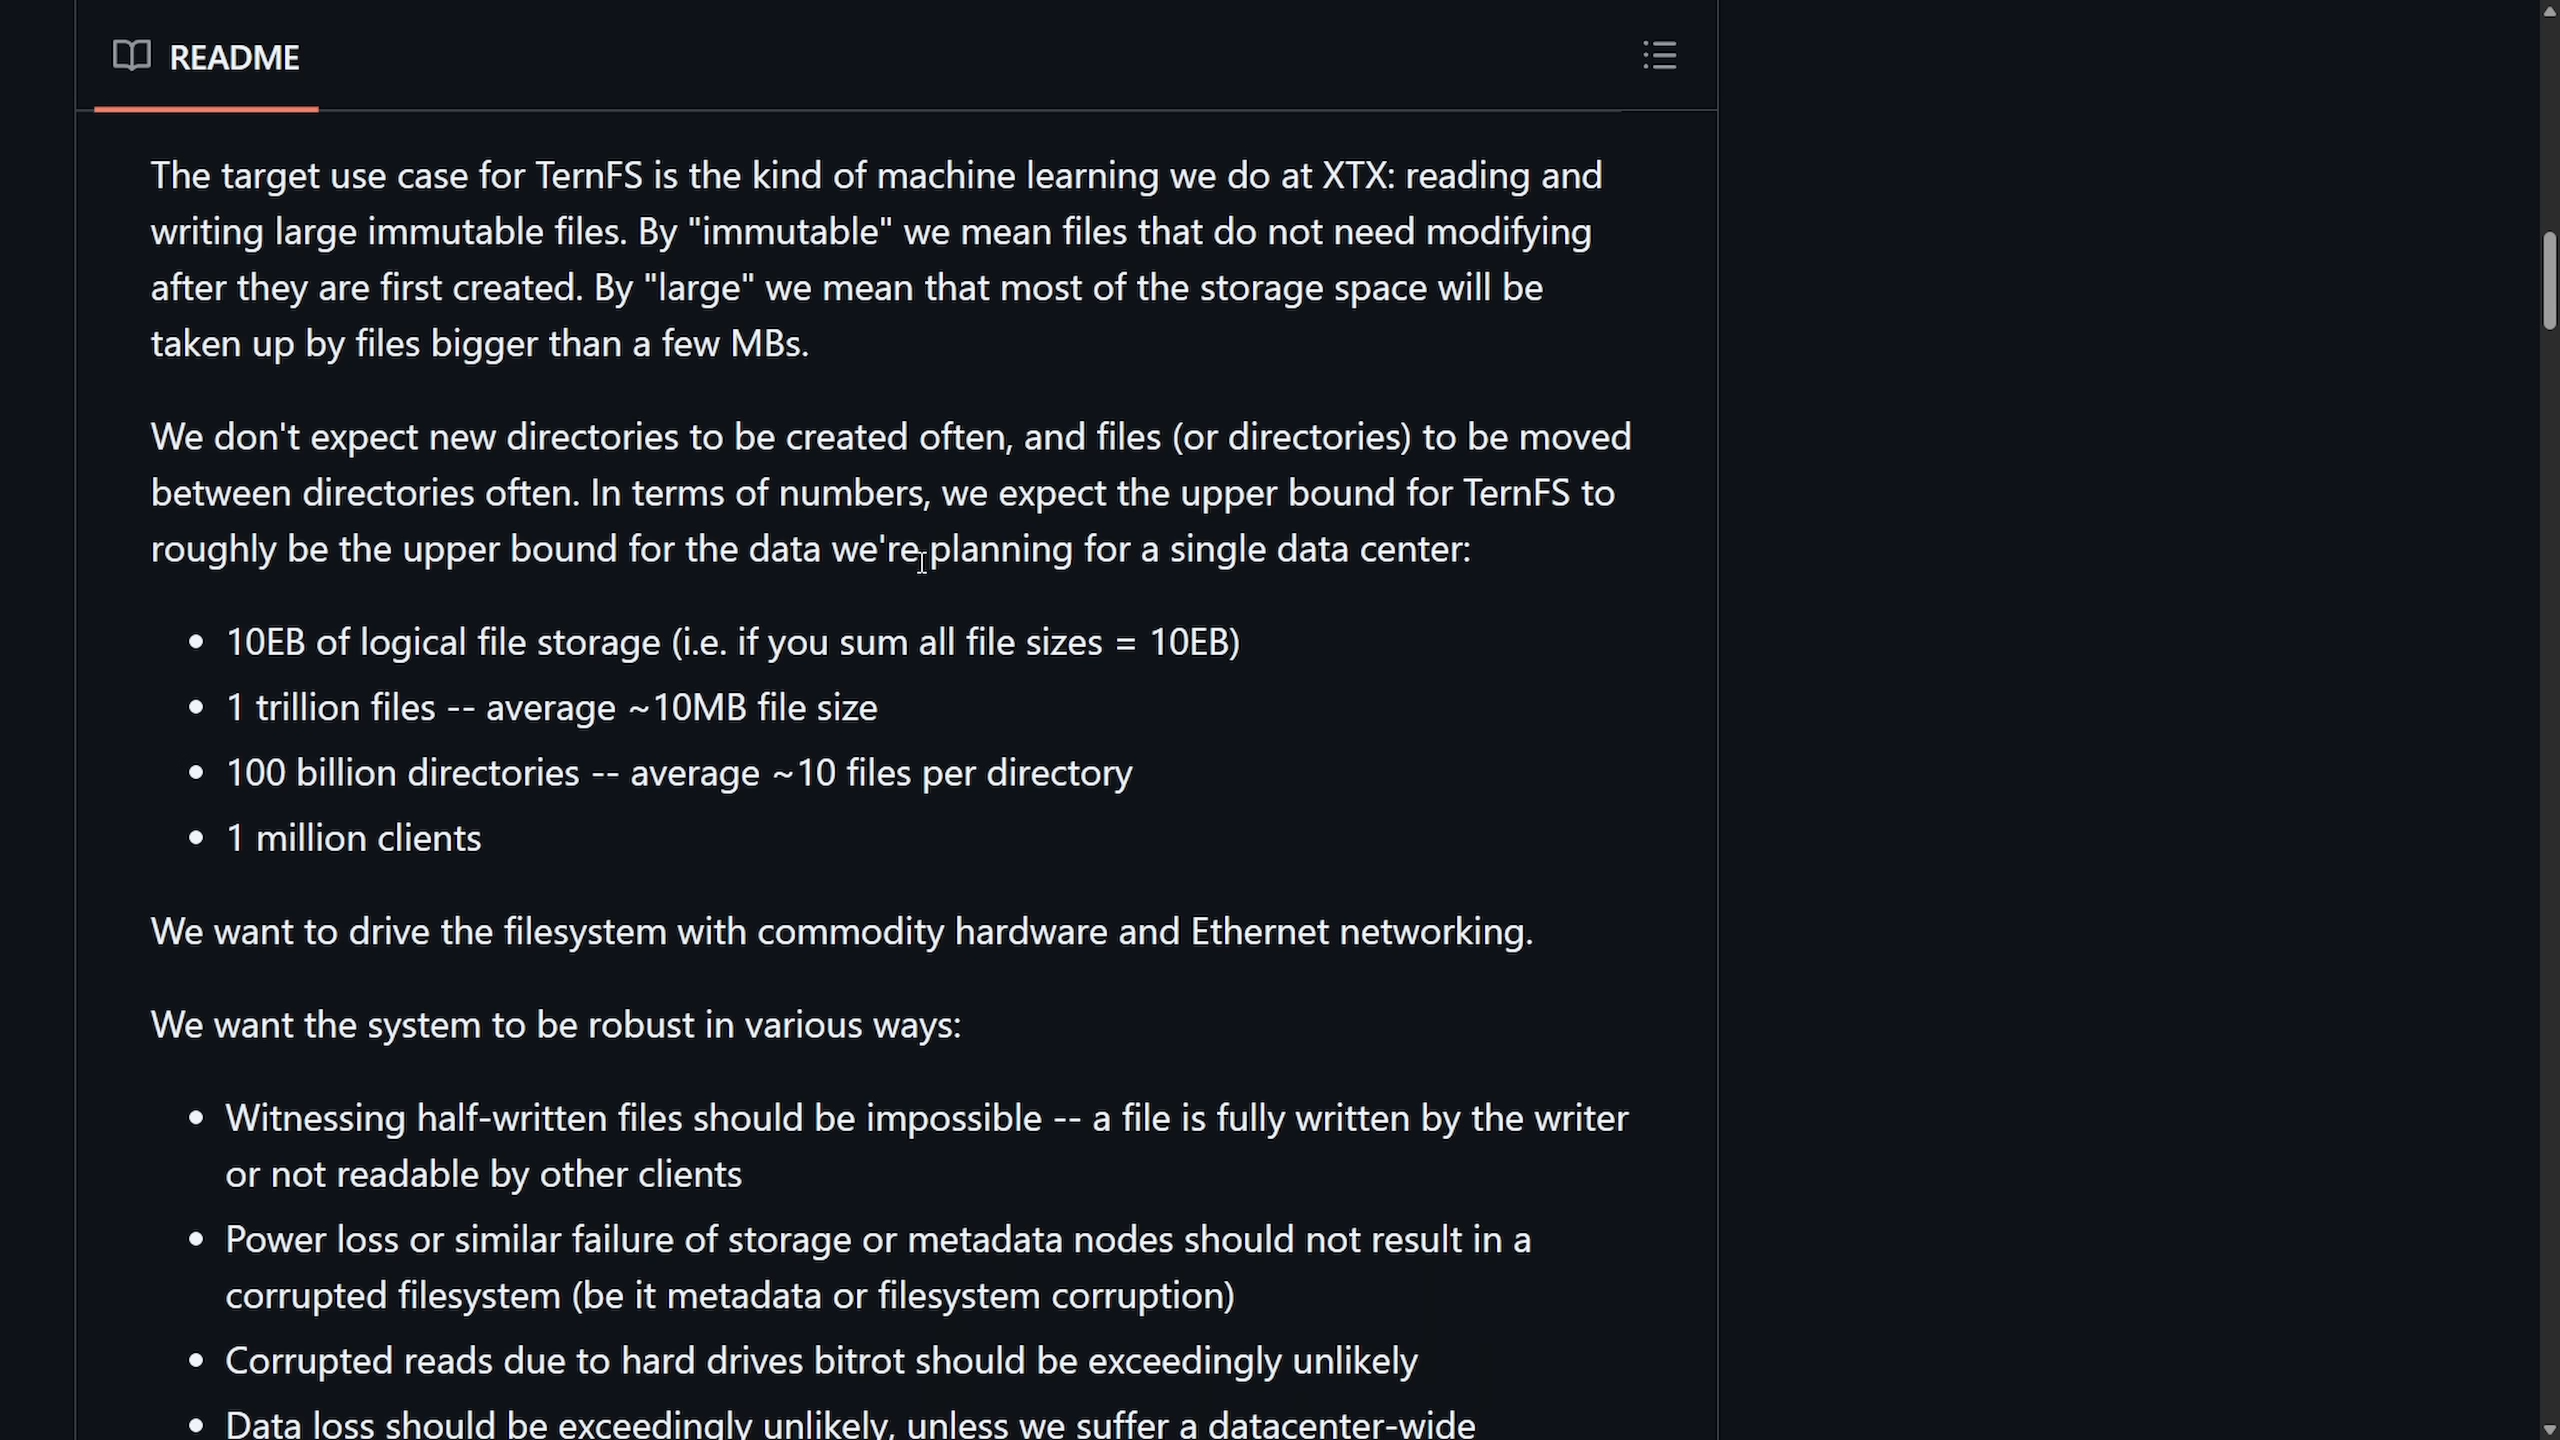 README
The target use case for TernFS is the kind of machine learning we do at XTX: reading and
writing large immutable files. By "immutable" we mean files that do not need modifying
after they are first created. By "large" we mean that most of the storage space will be
taken up by files bigger than a few MBs.
We don't expect new directories to be created often, and files (or directories) to be moved
between directories often. In terms of numbers, we expect the upper bound for TernFS to
roughly be the upper bound for the data we're planning for a single data center:
• 10EB of logical file storage (i.e. if you sum all file sizes = 10EB)
• 1 trillion files -- average ~10MB file size
• 100 billion directories -- average ~10 files per directory
• 1 million clients
We want to drive the filesystem with commodity hardware and Ethernet networking.
We want the system to be robust in various ways:
• Witnessing half-written files should be impossible -- a file is fully written by the writer
or not readable by other clients
• Power loss or similar failure of storage or metadata nodes should not result in a
corrupted filesystem (be it metadata or filesystem corruption)
• Corrupted reads due to hard drives bitrot should be exceedingly unlikely
• Data loss should be exceedingly unlikely, unless we suffer a datacenter-wide